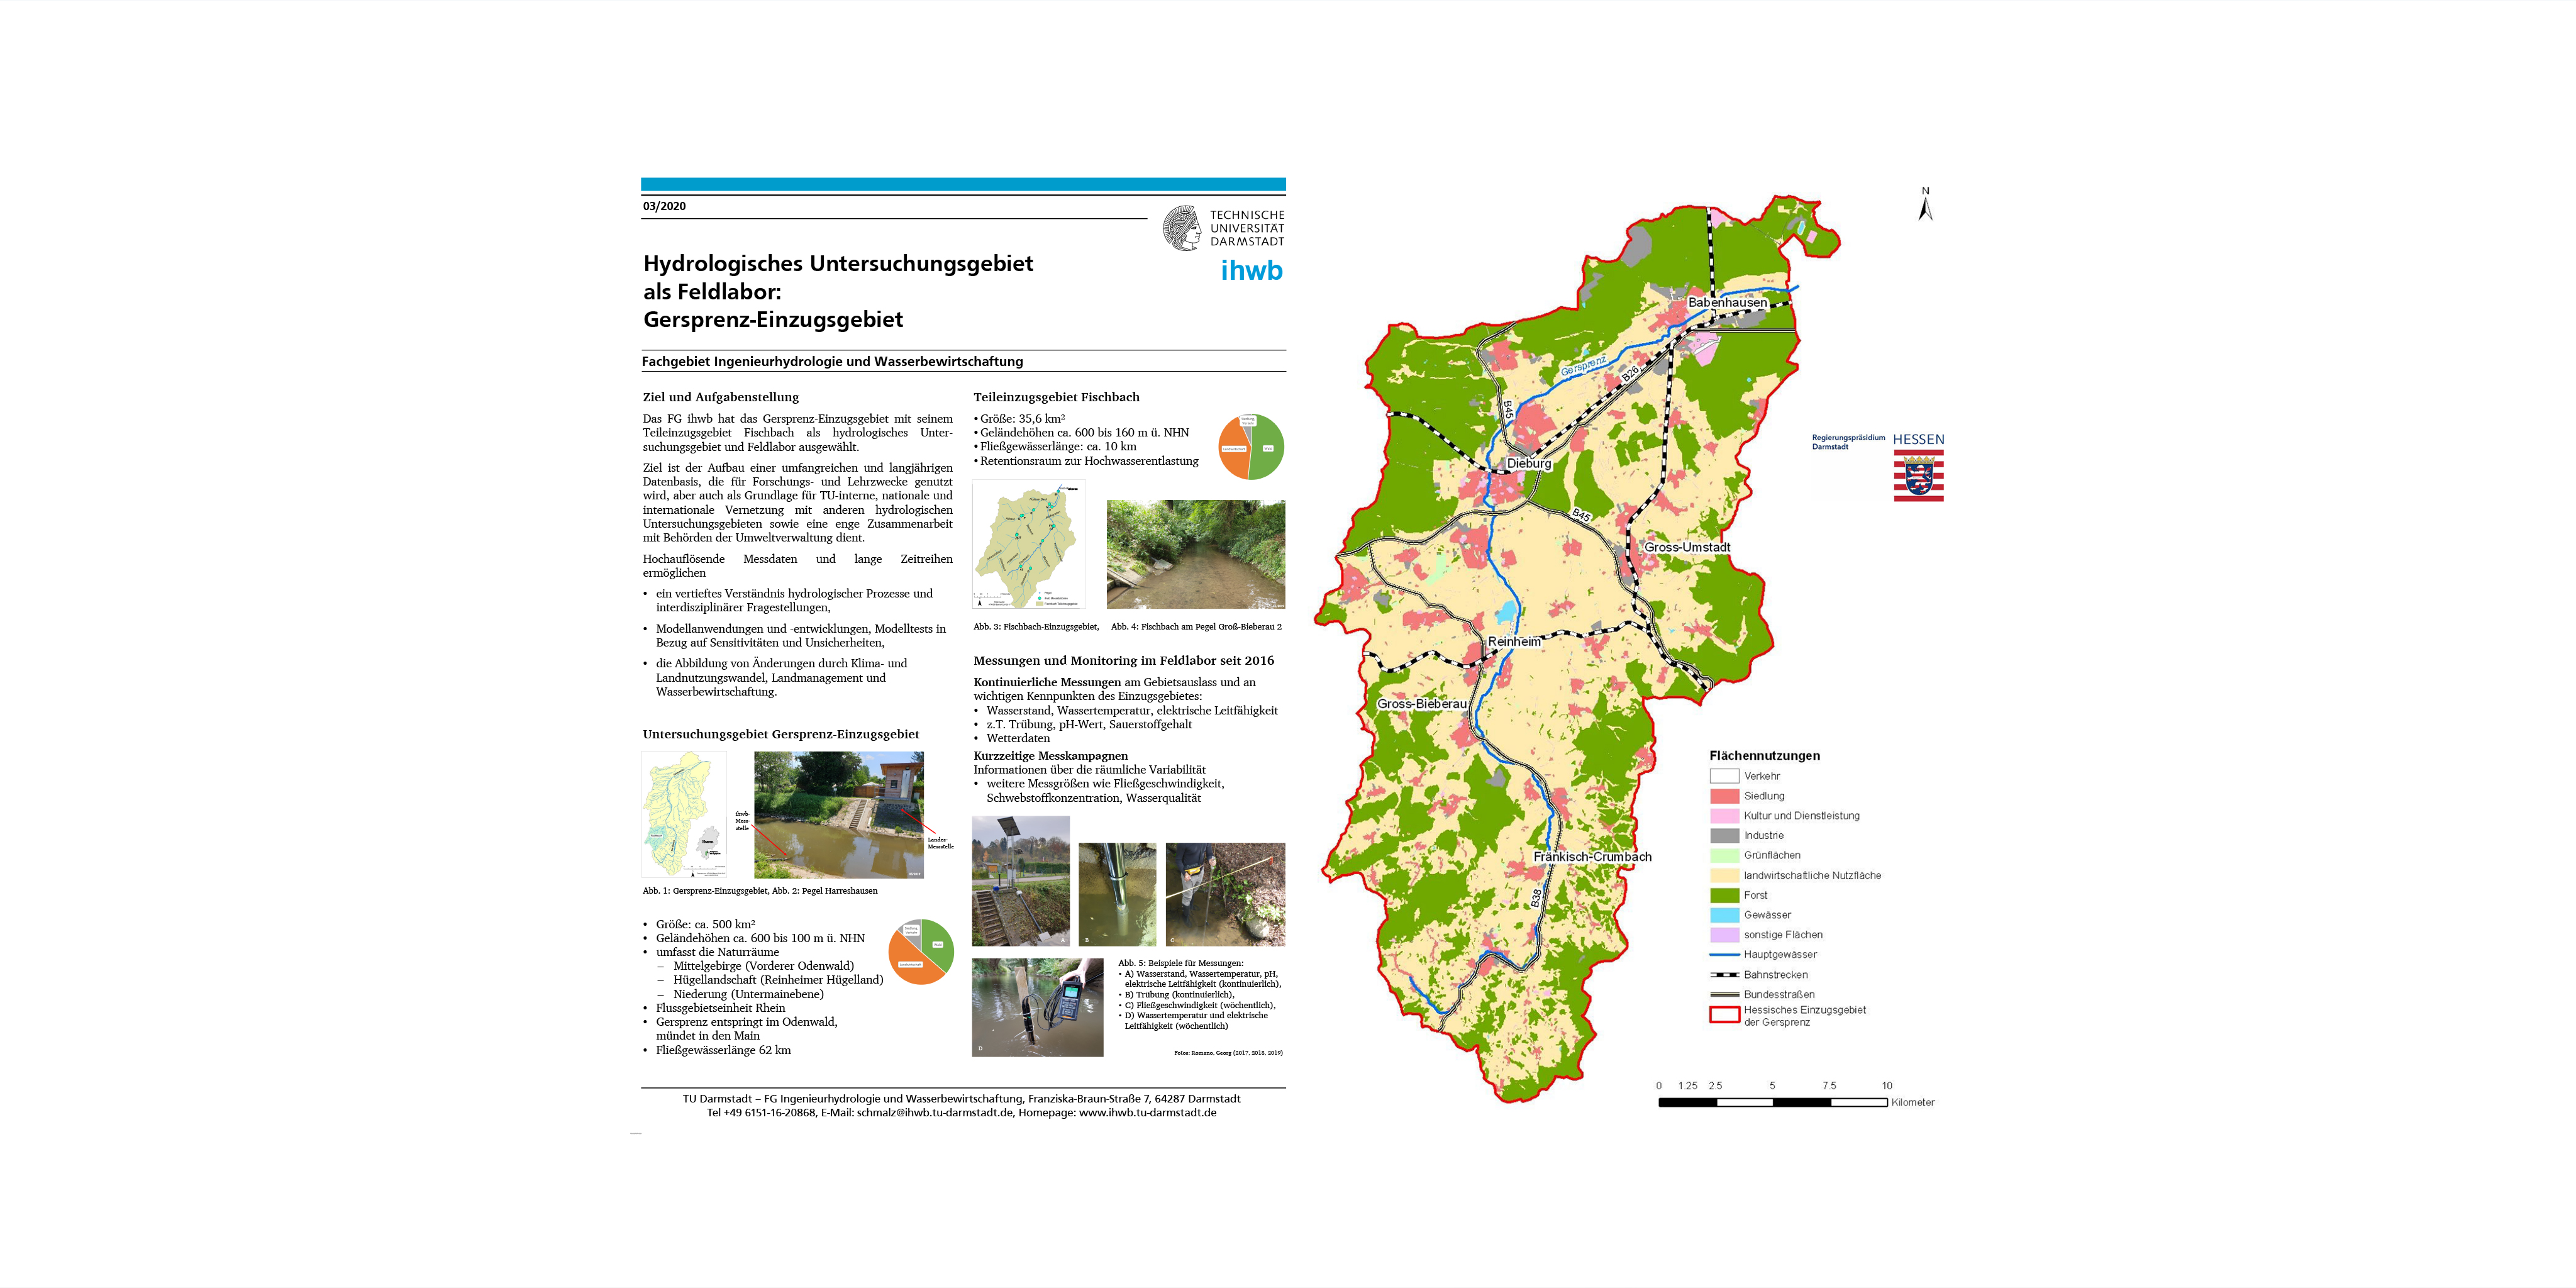 03/2020
TECHNISCHE
UNIVERSITÄT
DARMSTADT
ihwb
Hydrologisches Untersuchungsgebiet
als Feldlabor:
Gersprenz-Einzugsgebiet
Fachgebiet Ingenieurhydrologie und Wasserbewirtschaftung
Ziel und Aufgabenstellung
Das FG ihwb hat das Gersprenz-Einzugsgebiet mit seinem
Teileinzugsgebiet Fischbach als hydrologisches Unter-
suchungsgebiet und Feldlabor ausgewählt.
Ziel ist der Aufbau einer umfangreichen und langjährigen
Datenbasis, die für Forschungs- und Lehrzwecke genutzt
wird, aber auch als Grundlage für TU-interne, nationale und
internationale Vernetzung mit anderen hydrologischen
Untersuchungsgebieten sowie eine enge Zusammenarbeit
mit Behörden der Umweltverwaltung dient.
Hochauflösende Messdaten und lange Zeitreihen
ermöglichen
• ein vertieftes Verständnis hydrologischer Prozesse und
interdisziplinärer Fragestellungen,
• Modellanwendungen und -entwicklungen, Modelltests in
Bezug auf Sensitivitäten und Unsicherheiten,
• die Abbildung von Änderungen durch Klima- und
Landnutzungswandel, Landmanagement und
Wasserbewirtschaftung.
Untersuchungsgebiet Gersprenz-Einzugsgebiet
ihwb-
Mess-
stelle
Landes-
Messstelle
Abb. 1: Gersprenz-Einzugsgebiet, Abb. 2: Pegel Harreshausen
• Größe: ca. 500 km²
• Geländehöhen ca. 600 bis 100 m ü. NHN
• umfasst die Naturräume
– Mittelgebirge (Vorderer Odenwald)
– Hügellandschaft (Reinheimer Hügelland)
– Niederung (Untermainebene)
• Flussgebietseinheit Rhein
• Gersprenz entspringt im Odenwald,
mündet in den Main
• Fließgewässerlänge 62 km
Teileinzugsgebiet Fischbach
• Größe: 35,6 km²
• Geländehöhen ca. 600 bis 160 m ü. NHN
• Fließgewässerlänge: ca. 10 km
• Retentionsraum zur Hochwasserentlastung
Abb. 3: Fischbach-Einzugsgebiet, Abb. 4: Fischbach am Pegel Groß-Bieberau 2
Messungen und Monitoring im Feldlabor seit 2016
Kontinuierliche Messungen am Gebietsauslass und an
wichtigen Kennpunkten des Einzugsgebietes:
• Wasserstand, Wassertemperatur, elektrische Leitfähigkeit
• z.T. Trübung, pH-Wert, Sauerstoffgehalt
• Wetterdaten
Kurzzeitige Messkampagnen
Informationen über die räumliche Variabilität
• weitere Messgrößen wie Fließgeschwindigkeit,
Schwebstoffkonzentration, Wasserqualität
A
B
C
D
Abb. 5: Beispiele für Messungen:
• A) Wasserstand, Wassertemperatur, pH,
elektrische Leitfähigkeit (kontinuierlich),
• B) Trübung (kontinuierlich),
• C) Fließgeschwindigkeit (wöchentlich),
• D) Wassertemperatur und elektrische
Leitfähigkeit (wöchentlich)
Fotos: Romano, Georg (2017, 2018, 2019)
TU Darmstadt – FG Ingenieurhydrologie und Wasserbewirtschaftung, Franziska-Braun-Straße 7, 64287 Darmstadt
Tel +49 6151-16-20868, E-Mail: schmalz@ihwb.tu-darmstadt.de, Homepage: www.ihwb.tu-darmstadt.de
N
Babenhausen
Gersprenz
B26
B45
Dieburg
B45
Gross-Umstadt
Reinheim
Gross-Bieberau
Fränkisch-Crumbach
B38
Regierungspräsidium
Darmstadt
HESSEN
Flächennutzungen
Verkehr
Siedlung
Kultur und Dienstleistung
Industrie
Grünflächen
landwirtschaftliche Nutzfläche
Forst
Gewässer
sonstige Flächen
Hauptgewässer
Bahnstrecken
Bundesstraßen
Hessisches Einzugsgebiet
der Gersprenz
0 1.25 2.5 5 7.5 10
Kilometer